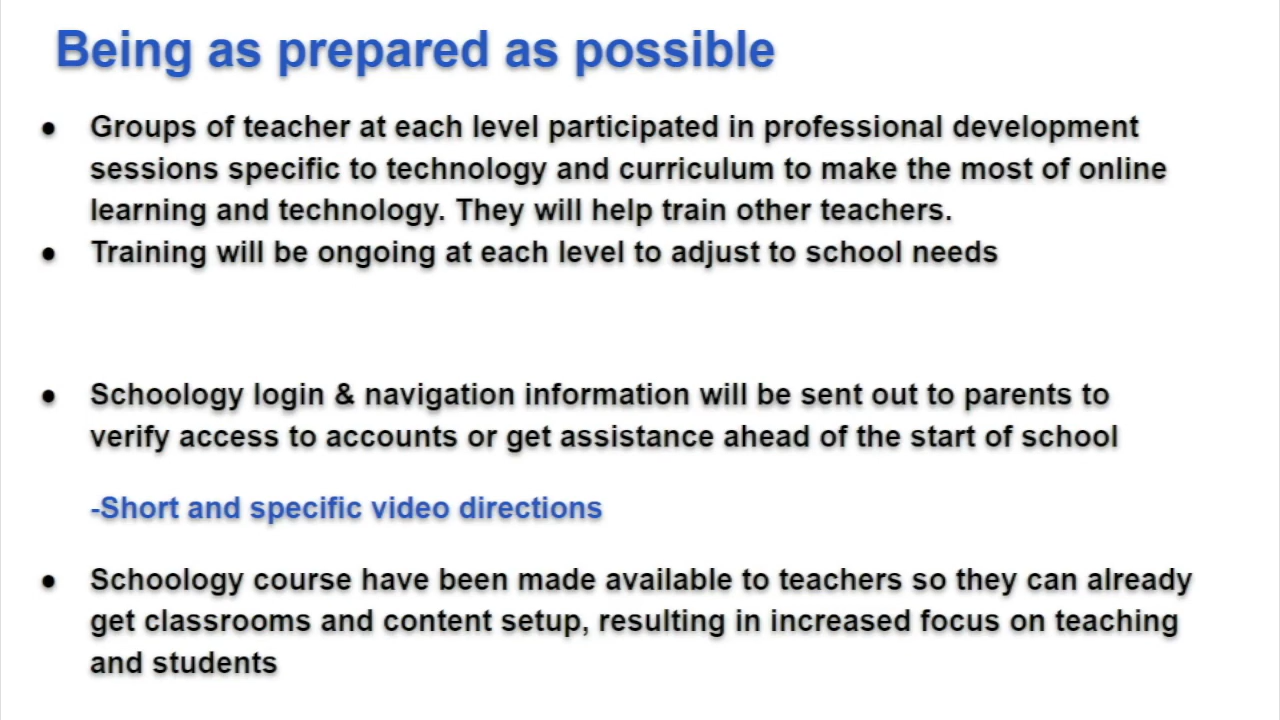 Being as prepared as possible
● Groups of teacher at each level participated in professional development
sessions specific to technology and curriculum to make the most of online
learning and technology. They will help train other teachers.
● Training will be ongoing at each level to adjust to school needs
● Schoology login & navigation information will be sent out to parents to
verify access to accounts or get assistance ahead of the start of school
-Short and specific video directions
● Schoology course have been made available to teachers so they can already
get classrooms and content setup, resulting in increased focus on teaching
and students